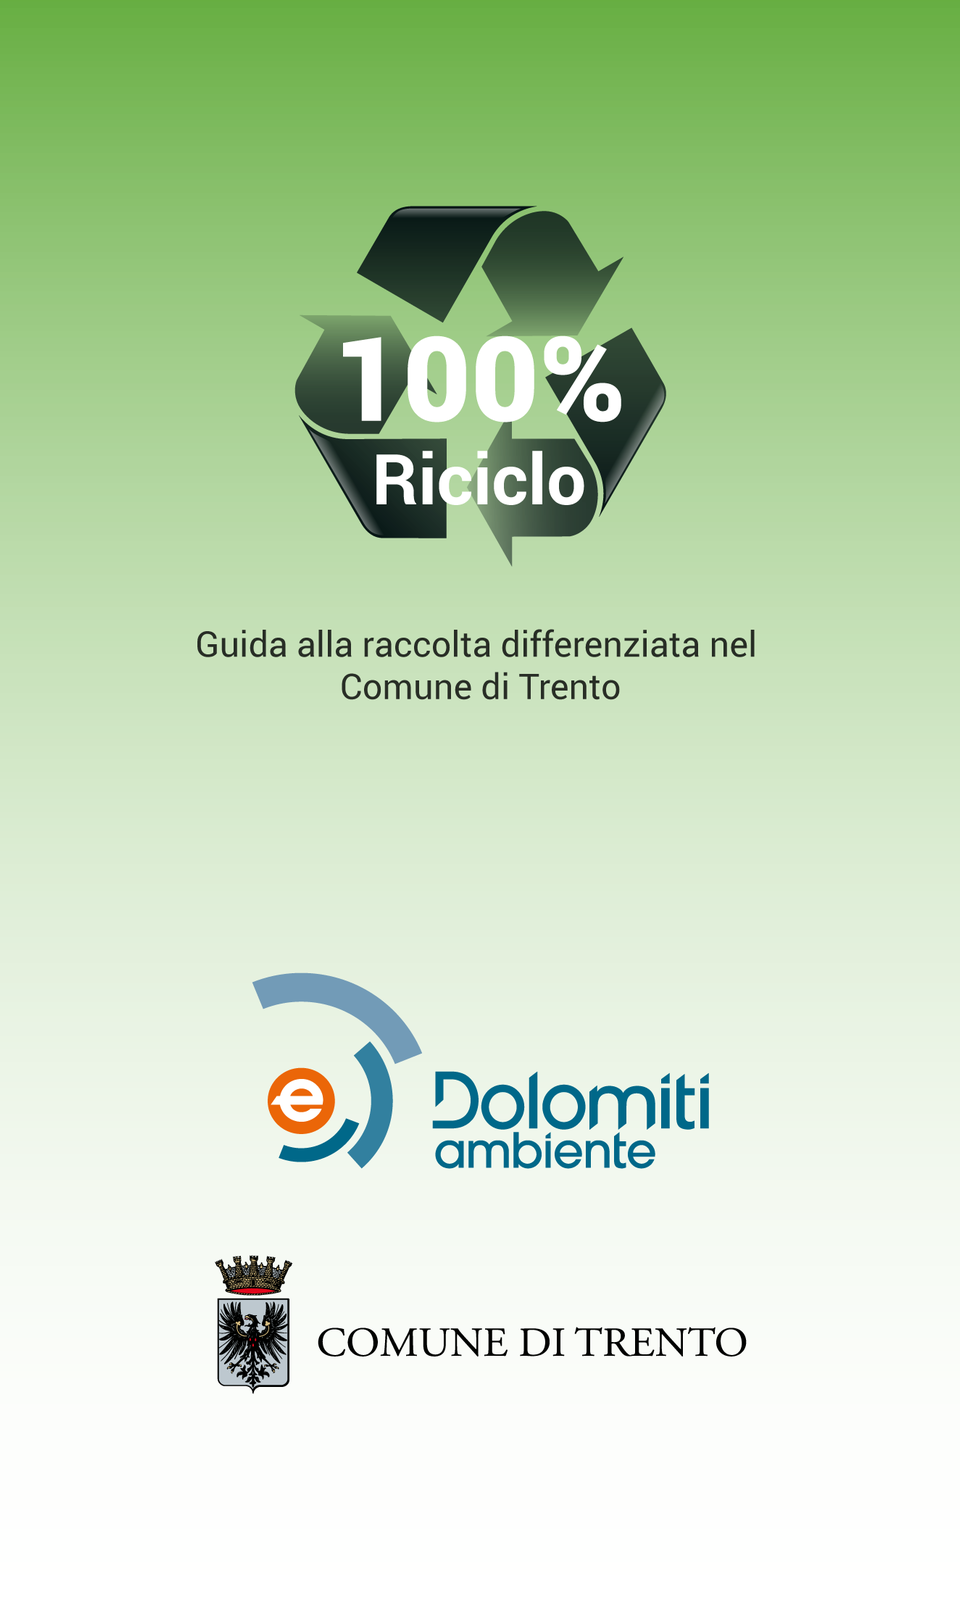 100%
Riciclo
Guida alla raccolta differenziata nel
Comune di Trento
e
Dolomiti
ambiente
COMUNE DI TRENTO